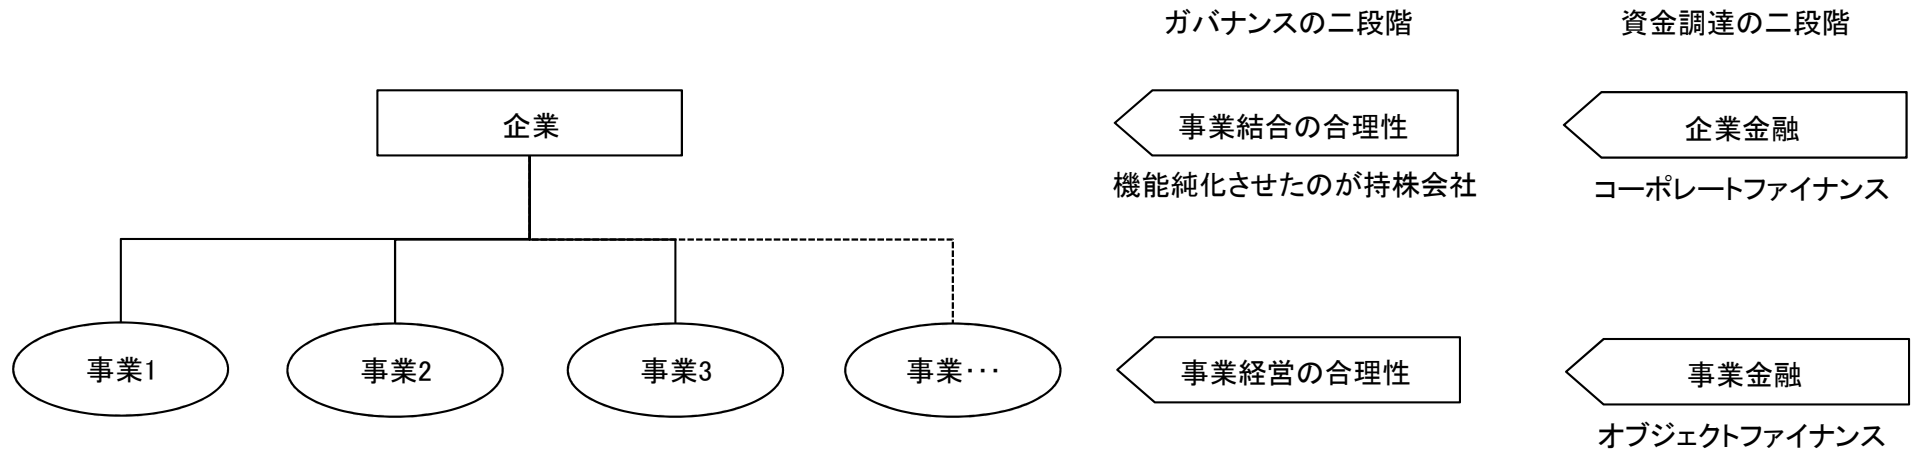 ガバナンスの二段階
資金調達の二段階
企業
事業結合の合理性
企業金融
機能純化させたのが持株会社
コーポレートファイナンス
事業1
事業2
事業3
事業…
事業経営の合理性
事業金融
オブジェクトファイナンス